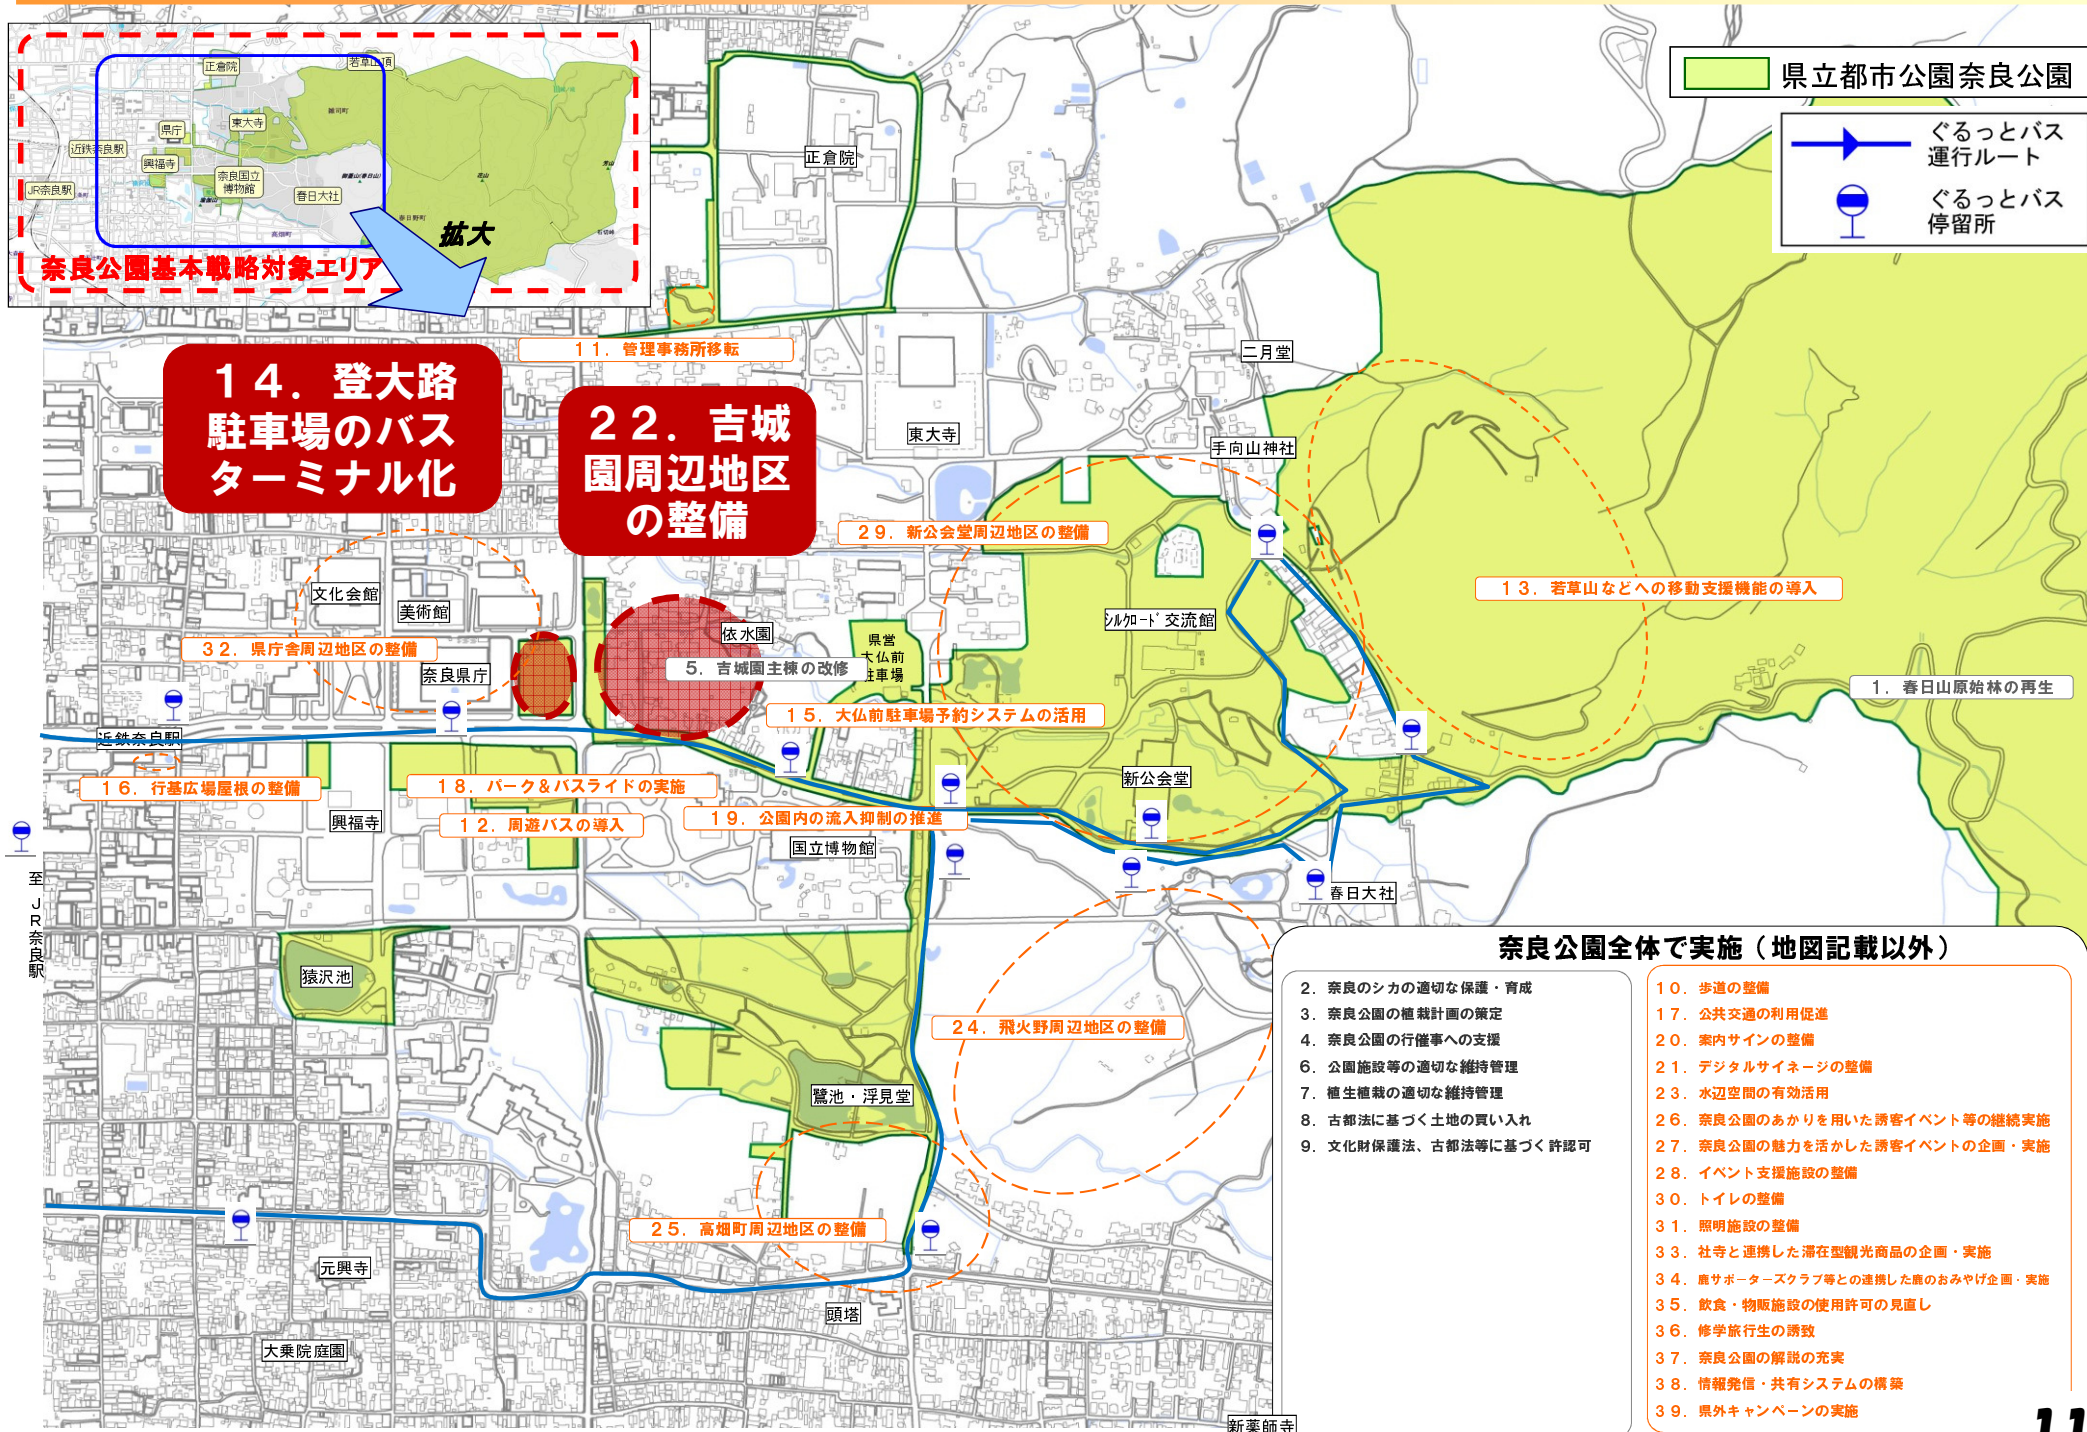 正倉院
若草山頂
雑司町
県庁
東大寺
近鉄奈良駅
興福寺
奈良国立
博物館
JR奈良駅
春日大社
御蓋山(春日山)
花山
芳山
春日野町
高畑町
石切峠
拡大
奈良公園基本戦略対象エリア
県立都市公園奈良公園
ぐるっとバス
運行ルート
ぐるっとバス
停留所
正倉院
11. 管理事務所移転
14. 登大路
駐車場のバス
ターミナル化
22. 吉城
園周辺地区
の整備
二月堂
東大寺
手向山神社
29. 新公会堂周辺地区の整備
13. 若草山などへの移動支援機能の導入
文化会館
美術館
シルクロード交流館
依水園
県営
大仏前
駐車場
32. 県庁舎周辺地区の整備
奈良県庁
5. 吉城園主棟の改修
1. 春日山原始林の再生
15. 大仏前駐車場予約システムの活用
近鉄奈良駅
16. 行基広場屋根の整備
18. パーク&バスライドの実施
新公会堂
興福寺
12. 周遊バスの導入
19. 公園内の流入抑制の推進
国立博物館
至 JR奈良駅
春日大社
猿沢池
24. 飛火野周辺地区の整備
鷺池・浮見堂
25. 高畑町周辺地区の整備
元興寺
頭塔
大乗院庭園
新薬師寺
奈良公園全体で実施(地図記載以外)
2. 奈良のシカの適切な保護・育成
3. 奈良公園の植栽計画の策定
4. 奈良公園の行催事への支援
6. 公園施設等の適切な維持管理
7. 植生植栽の適切な維持管理
8. 古都法に基づく土地の買い入れ
9. 文化財保護法、古都法等に基づく許認可
10. 歩道の整備
17. 公共交通の利用促進
20. 案内サインの整備
21. デジタルサイネージの整備
23. 水辺空間の有効活用
26. 奈良公園のあかりを用いた誘客イベント等の継続実施
27. 奈良公園の魅力を活かした誘客イベントの企画・実施
28. イベント支援施設の整備
30. トイレの整備
31. 照明施設の整備
33. 社寺と連携した滞在型観光商品の企画・実施
34. 鹿サポーターズクラブ等との連携した鹿のおみやげ企画・実施
35. 飲食・物販施設の使用許可の見直し
36. 修学旅行生の誘致
37. 奈良公園の解説の充実
38. 情報発信・共有システムの構築
39. 県外キャンペーンの実施
11